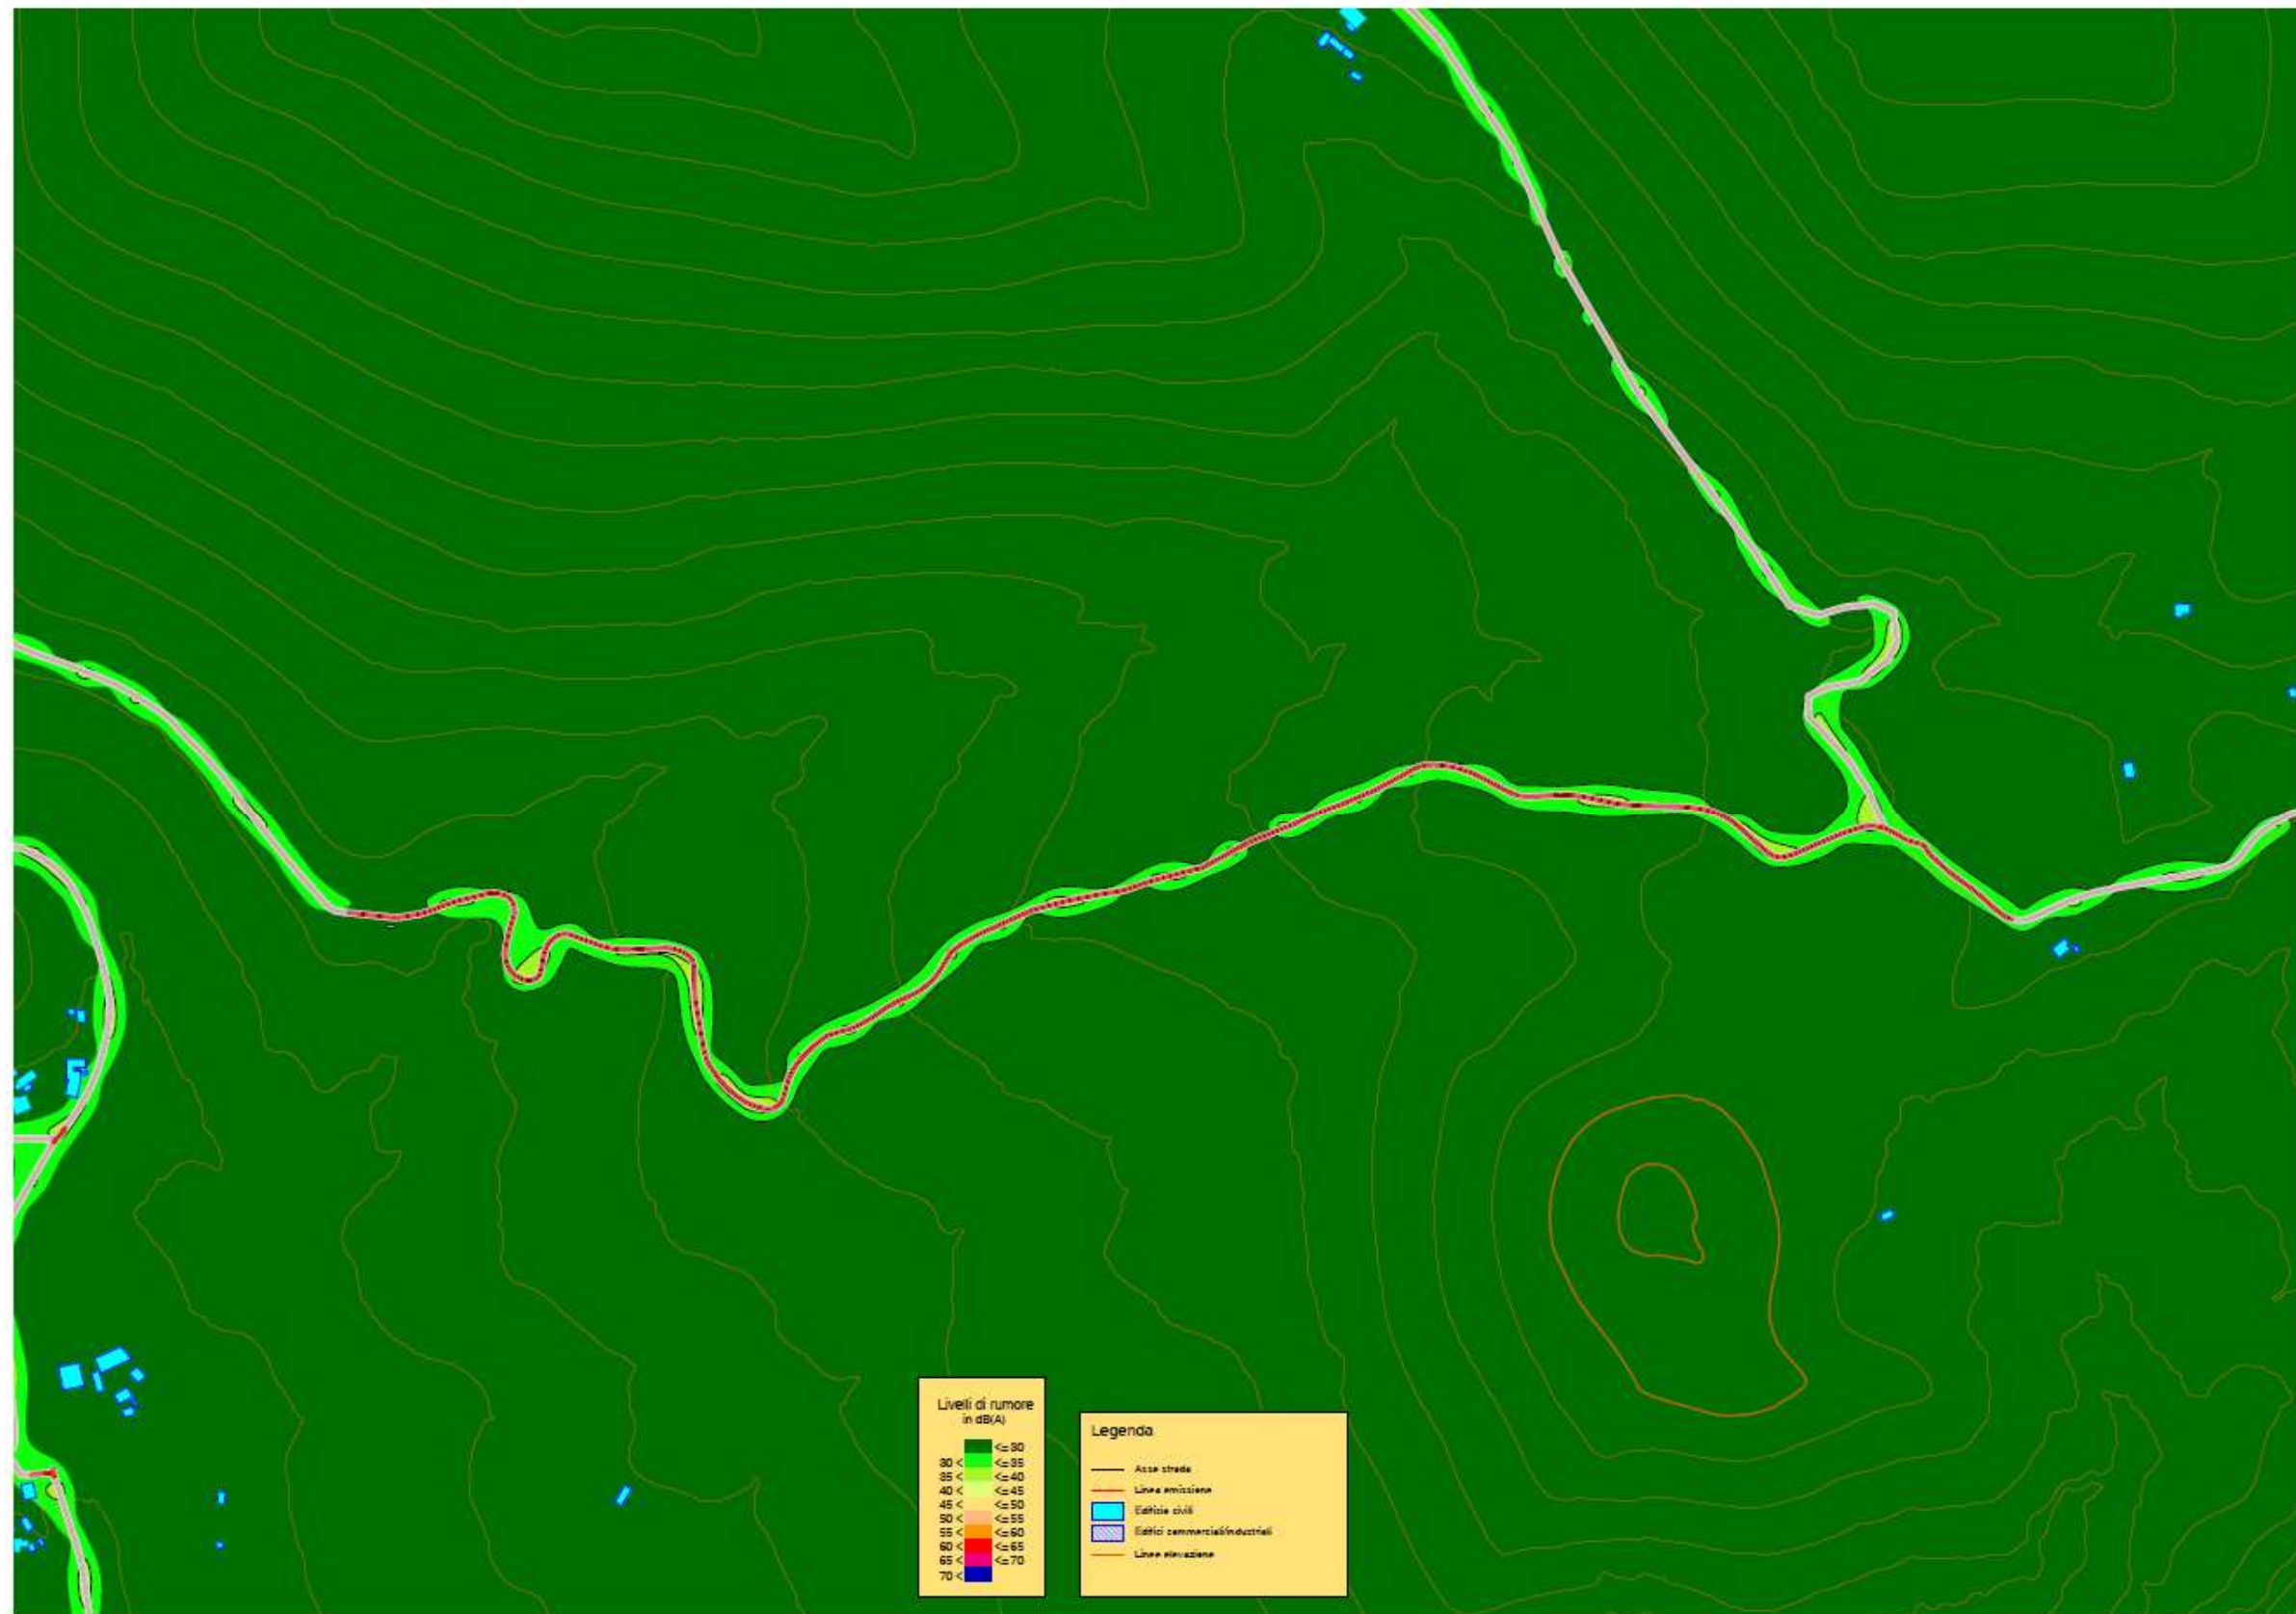 Livelli di rumore
in dB(A)
<=30
30 < <=35
35 < <=40
40 < <=45
45 < <=50
50 < <=55
55 < <=60
60 < <=65
65 < <=70
70 <
Legenda
Asse strada
Linea emissione
Edificio civili
Edifici commerciali/industriali
Linee elevazione